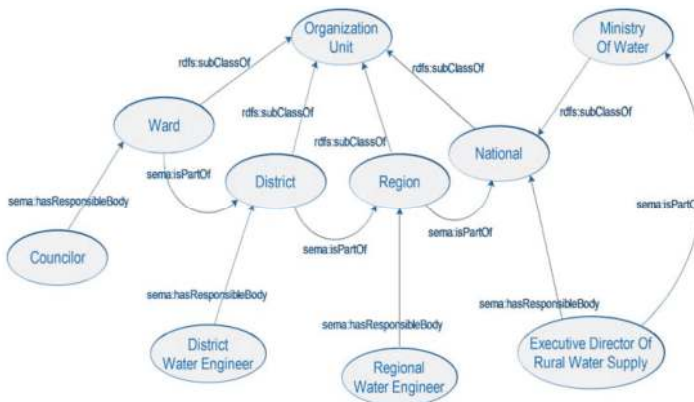 Organization
Unit
Ministry
Of Water
rdfs:subClassOf
rdfs:subClassOf
rdfs:subClassOf
rdfs:subClassOf
rdfs:subClassOf
Ward
National
sema:isPartOf
District
Region
sema:hasResponsibleBody
sema:isPartOf
sema:isPartOf
sema:isPartO
Councilor
sema:hasResponsibleBody
sema:hasResponsibleBody
sema:hasResponsibleBody
District
Water Engineer
Regional
Water Engineer
Executive Director Of
Rural Water Supply